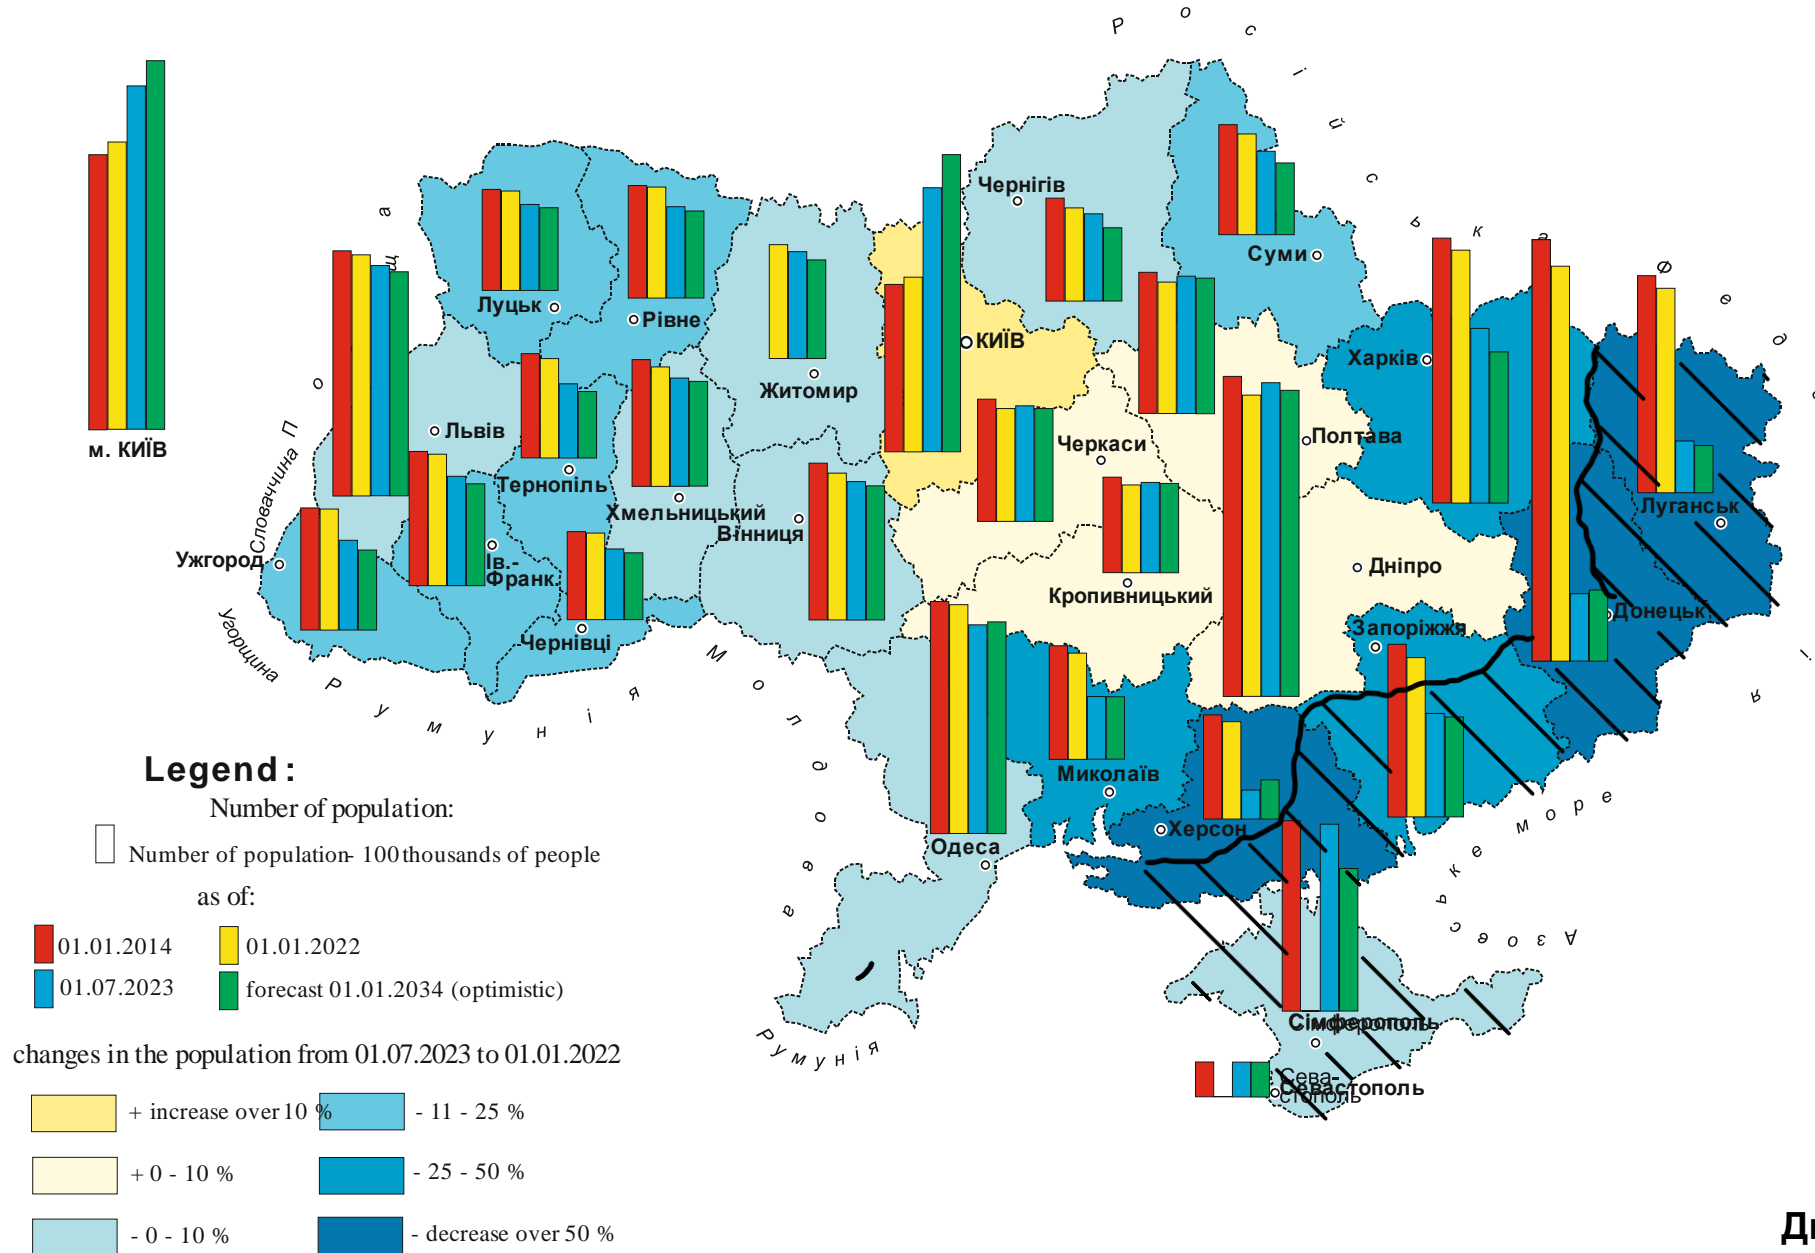 Р о с і й с ь к а Ф е д е р а ц і я
П о л ь щ а
Словаччина
Угорщина
Р у м у н і я
М о л д о в а
Румунія
Азовське море
м. КИЇВ
Луцьк
Рівне
Житомир
КИЇВ
Чернігів
Суми
Харків
Луганськ
Донецьк
Львів
Тернопіль
Хмельницький
Вінниця
Черкаси
Полтава
Ужгород
Ів.-
Франк.
Чернівці
Кропивницький
Дніпро
Запоріжжя
Миколаїв
Херсон
Одеса
Сімферополь
Сімферополь
Сева-
стополь
Севастополь
Legend:
Number of population:
Number of population- 100 thousands of people
as of:
01.01.2014
01.01.2022
01.07.2023
forecast 01.01.2034 (optimistic)
changes in the population from 01.07.2023 to 01.01.2022
+ increase over 10 %
- 11 - 25 %
+ 0 - 10 %
- 25 - 50 %
- 0 - 10 %
- decrease over 50 %